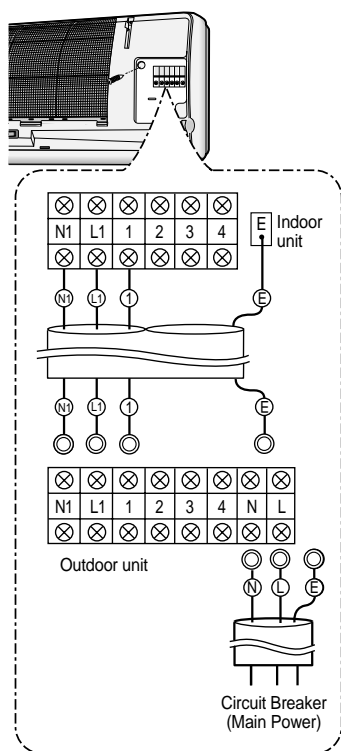 N1 L1 1 2 3 4
E Indoor
unit
N1 L1 1 E
N1 L1 1 E
N1 L1 1 2 3 4 N L
Outdoor unit
N L E
Circuit Breaker
(Main Power)